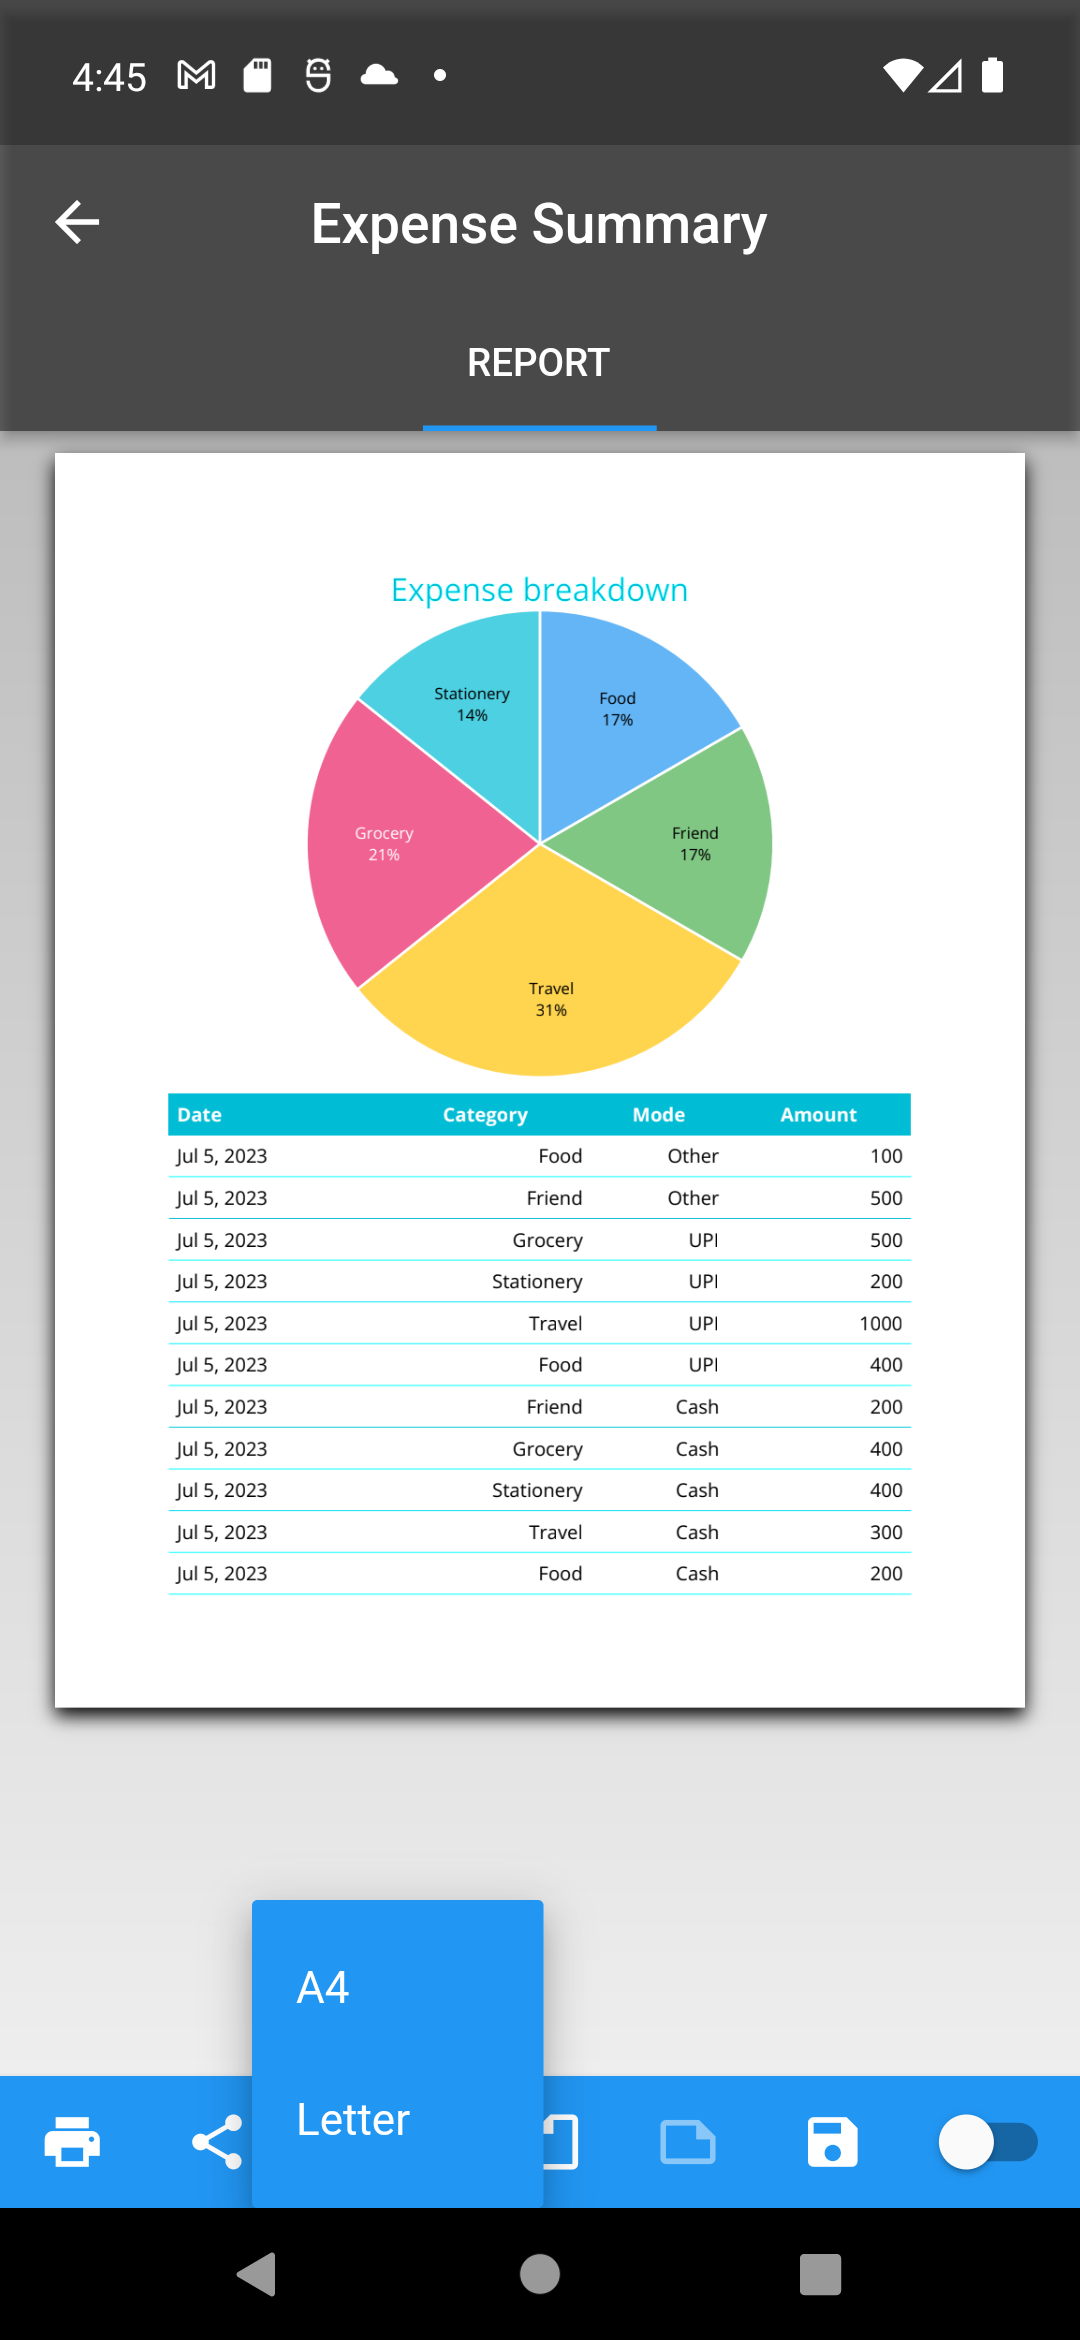 4:45
Expense Summary
REPORT
Expense breakdown
Stationery
14%
Food
17%
Grocery
21%
Friend
17%
Travel
31%
Date Category Mode Amount
Jul 5, 2023 Food Other 100
Jul 5, 2023 Friend Other 500
Jul 5, 2023 Grocery UPI 500
Jul 5, 2023 Stationery UPI 200
Jul 5, 2023 Travel UPI 1000
Jul 5, 2023 Food UPI 400
Jul 5, 2023 Friend Cash 200
Jul 5, 2023 Grocery Cash 400
Jul 5, 2023 Stationery Cash 400
Jul 5, 2023 Travel Cash 300
Jul 5, 2023 Food Cash 200
A4
Letter